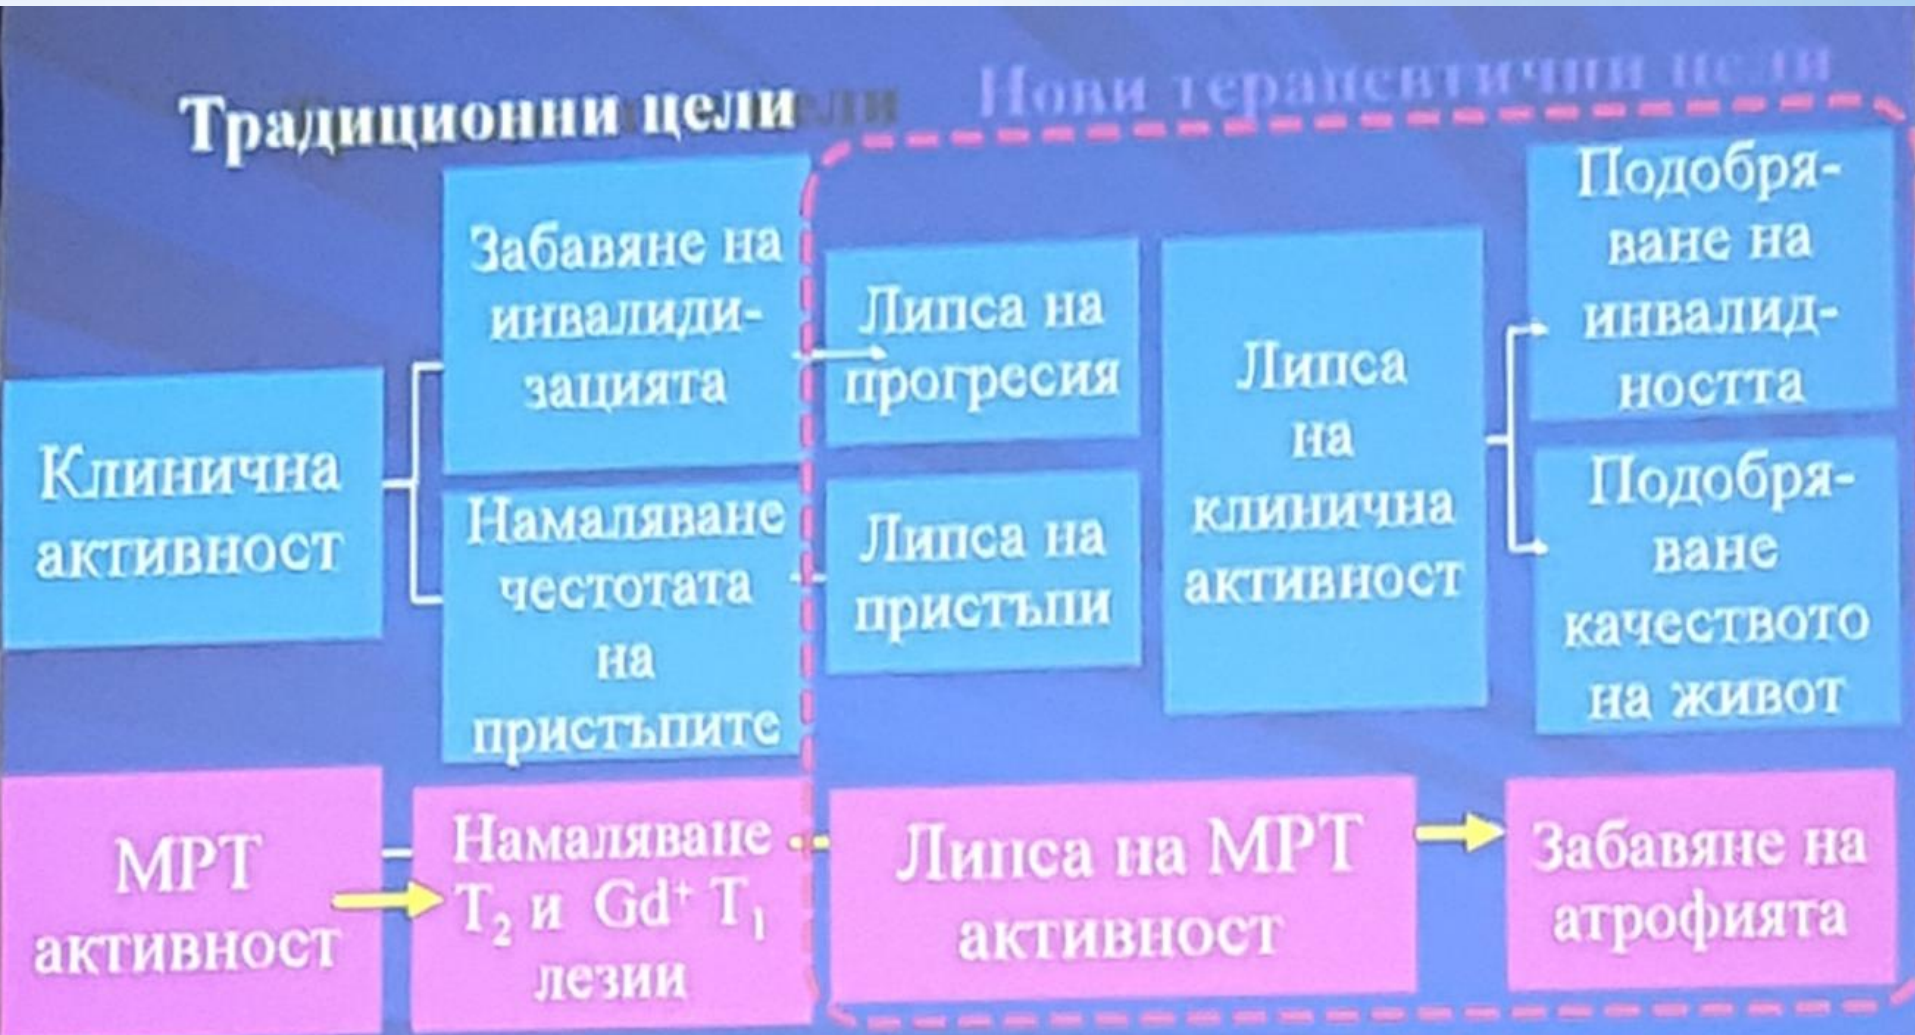 Традиционни цели
Нови терапевтични цели
Клинична
активност
Забавяне на
инвалиди-
зацията
Намаляване
честотата
на
пристъпите
Липса на
прогресия
Липса на
пристъпи
Липса
на
клинична
активност
Подобря-
ване на
инвалид-
ността
Подобря-
ване
качеството
на живот
МРТ
активност
Намаляване
T₂ и Gd⁺ T₁
лезии
Липса на МРТ
активност
Забавяне на
атрофията